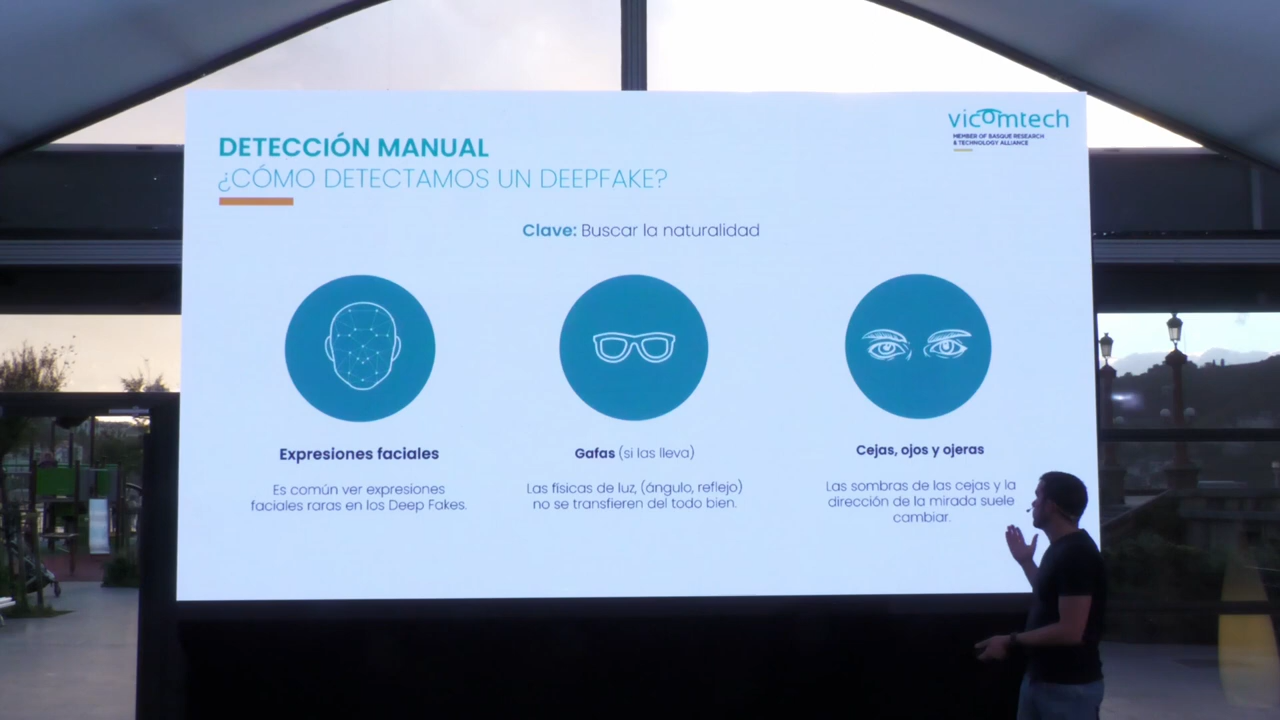 vicomtech
MEMBER OF BASQUE RESEARCH
& TECHNOLOGY ALLIANCE
DETECCIÓN MANUAL
¿CÓMO DETECTAMOS UN DEEPFAKE?
Clave: Buscar la naturalidad
Expresiones faciales
Es común ver expresiones
faciales raras en los Deep Fakes.
Gafas (si las lleva)
Las físicas de luz, (ángulo, reflejo)
no se transfieren del todo bien.
Cejas, ojos y ojeras
Las sombras de las cejas y la
dirección de la mirada suele
cambiar.